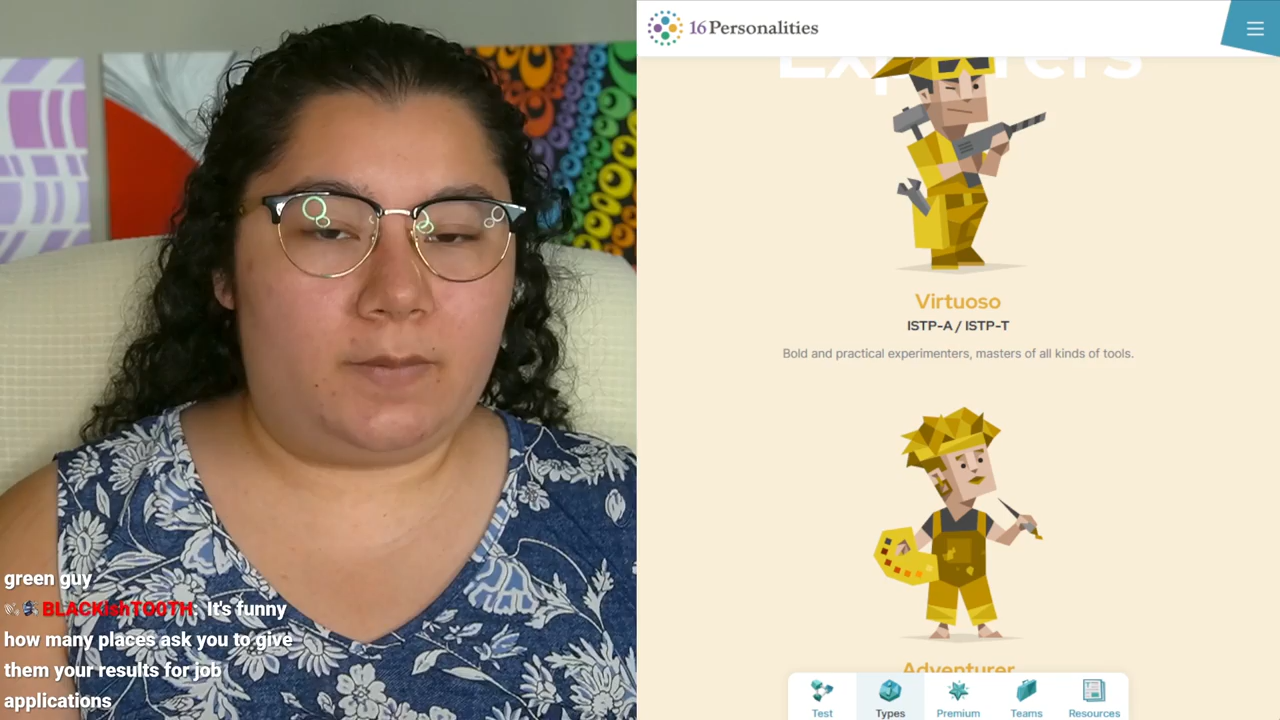 16Personalities
Explorers
Virtuoso
ISTP-A / ISTP-T
Bold and practical experimenters, masters of all kinds of tools.
Adventurer
Test
Types
Premium
Teams
Resources
green guy
BLACKishTOOTH: It's funny
how many places ask you to give
them your results for job
applications